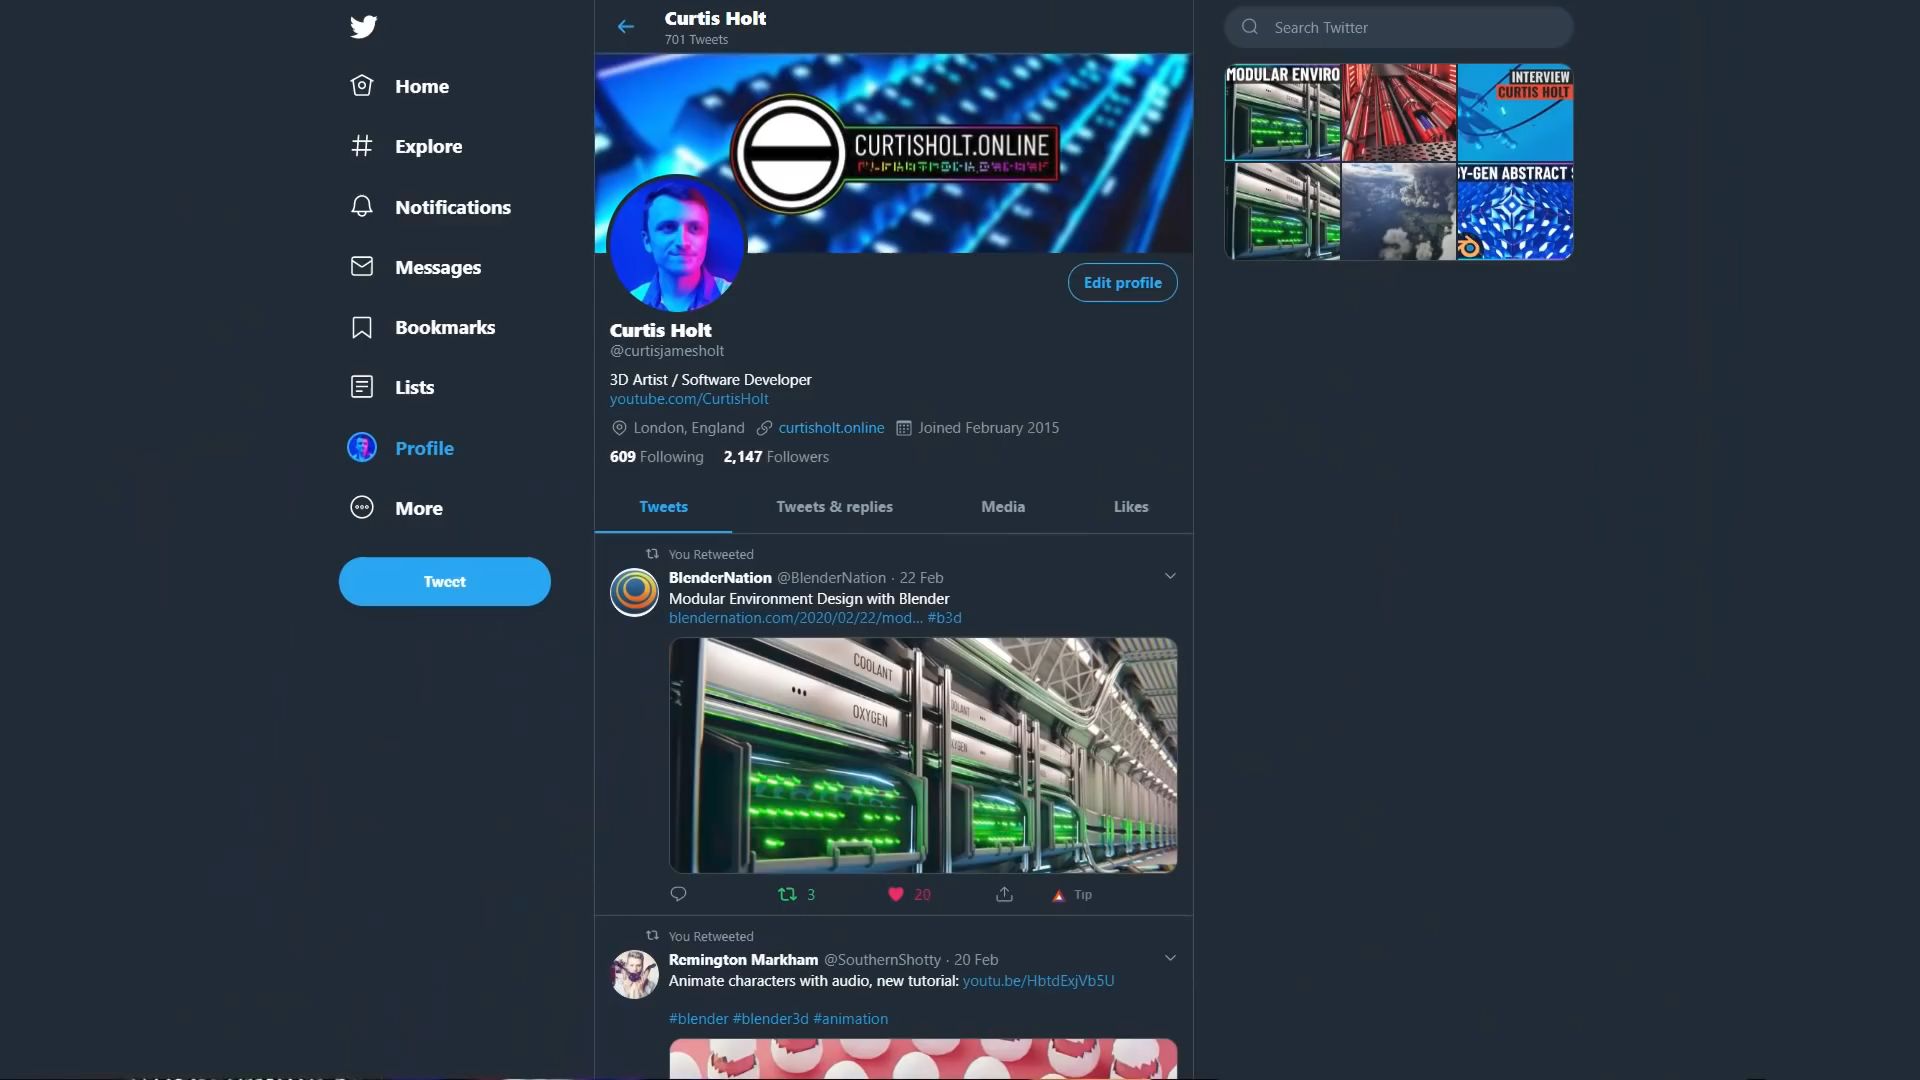 Curtis Holt
701 Tweets
Search Twitter
Home
Explore
Notifications
Messages
Bookmarks
Lists
Profile
More
Tweet
CURTISHOLT.ONLINE
MODULAR ENVIRO
INTERVIEW
CURTIS HOLT
BY-GEN ABSTRACT
Edit profile
Curtis Holt
@curtisjamesholt
3D Artist / Software Developer
youtube.com/CurtisHolt
London, England curtisholt.online Joined February 2015
609 Following 2,147 Followers
Tweets Tweets & replies Media Likes
You Retweeted
BlenderNation @BlenderNation · 22 Feb
Modular Environment Design with Blender
blendernation.com/2020/02/22/mod... #b3d
COOLANT
OXYGEN
3 20 Tip
You Retweeted
Remington Markham @SouthernShotty · 20 Feb
Animate characters with audio, new tutorial: youtu.be/HbtdExjVb5U
#blender #blender3d #animation